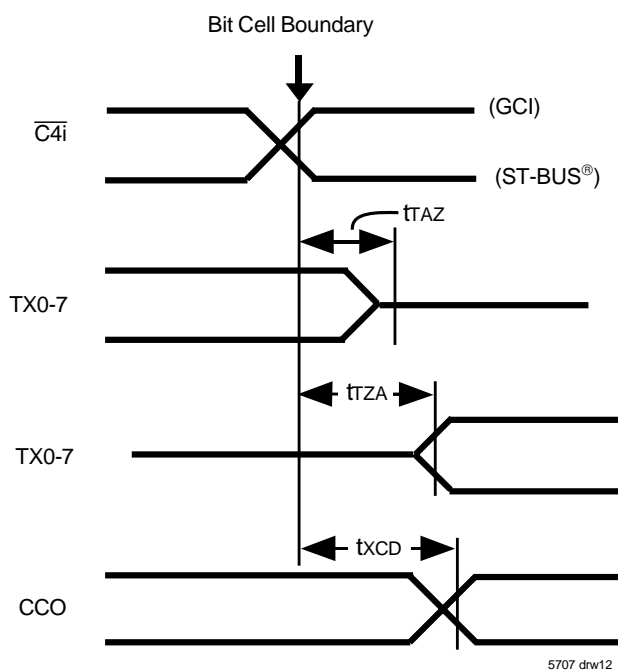 Bit Cell Boundary
C4i
(GCI)
(ST-BUS®)
tTAZ
TX0-7
tTZA
TX0-7
tXCD
CCO
5707 drw12